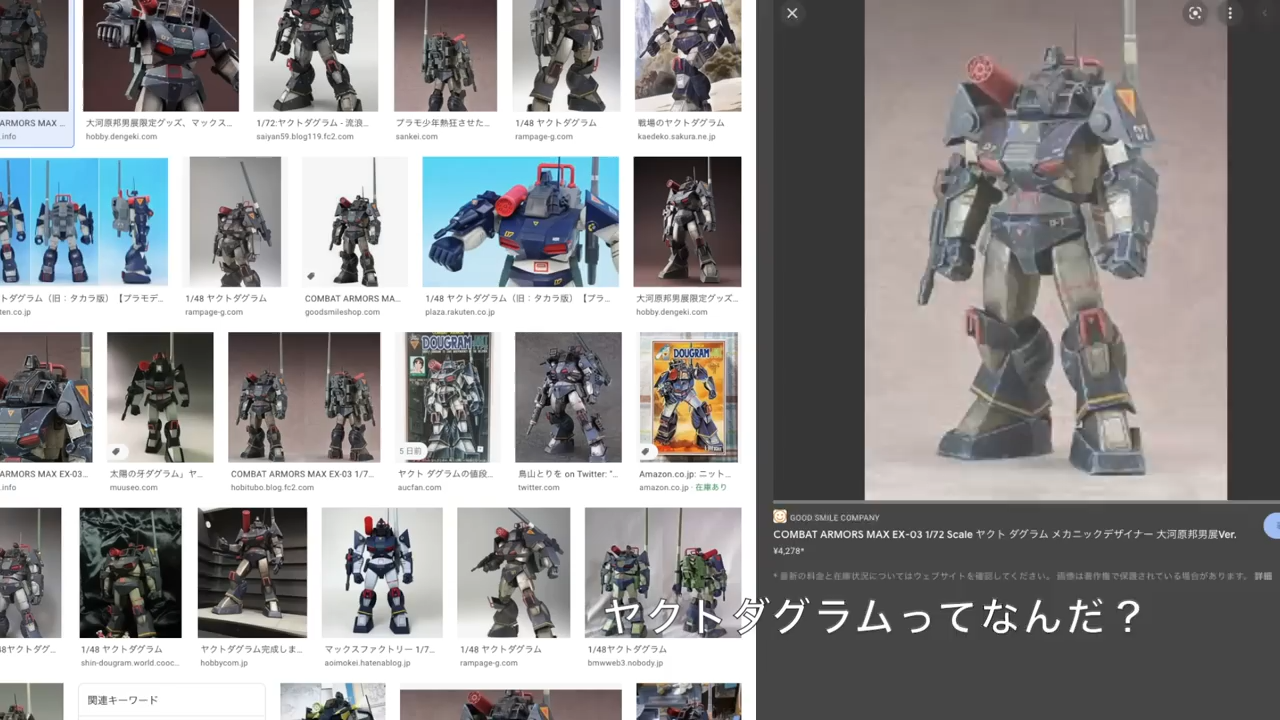 ARMORS MAX ...
.info
大河原邦男展限定グッズ、マックス...
hobby.dengeki.com
1/72:ヤクトダグラム - 流浪...
saiyan59.blog119.fc2.com
プラモ少年熱狂させた...
sankei.com
1/48 ヤクトダグラム
rampage-g.com
戦場のヤクトダグラム
kaedeko.sakura.ne.jp
トダグラム（旧：タカラ版）【プラモデ...
ten.co.jp
1/48 ヤクトダグラム
rampage-g.com
COMBAT ARMORS MA...
goodsmileshop.com
1/48 ヤクトダグラム（旧：タカラ版）【プラ...
plaza.rakuten.co.jp
大河原邦男展限定グッズ...
hobby.dengeki.com
DOUGRAM
DOUGRAM
5 日前
ARMORS MAX EX-03...
.info
太陽の牙ダグラム」ヤ...
muuseo.com
COMBAT ARMORS MAX EX-03 1/7...
hobitubo.blog.fc2.com
ヤクト ダグラムの値段...
aucfan.com
鳥山とりを on Twitter: "...
twitter.com
Amazon.co.jp: ニット...
amazon.co.jp · 在庫あり
48ヤクトダグ...
1/48 ヤクトダグラム
shin-dougram.world.cooc...
ヤクトダグラム完成しま...
hobbycom.jp
マックスファクトリー 1/7...
aoimokei.hatenablog.jp
1/48 ヤクトダグラム
rampage-g.com
1/48ヤクトダグラム
bmwweb3.nobody.jp
関連キーワード
GOOD SMILE COMPANY
COMBAT ARMORS MAX EX-03 1/72 Scale ヤクト ダグラム メカニックデザイナー 大河原邦男展Ver.
¥4,278*
* 最新の料金と在庫状況についてはウェブサイトを確認してください。 画像は著作権で保護されている場合があります。 詳細
ヤクトダグラムってなんだ？